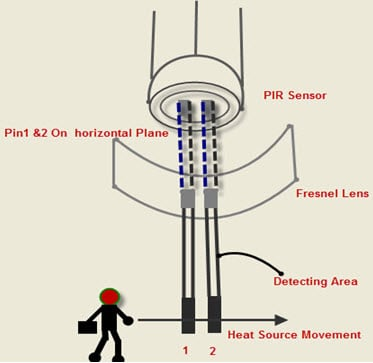 PIR Sensor
Pin1 &2 On  horizontal Plane
Fresnel Lens
Detecting Area
Heat Source Movement
1 2